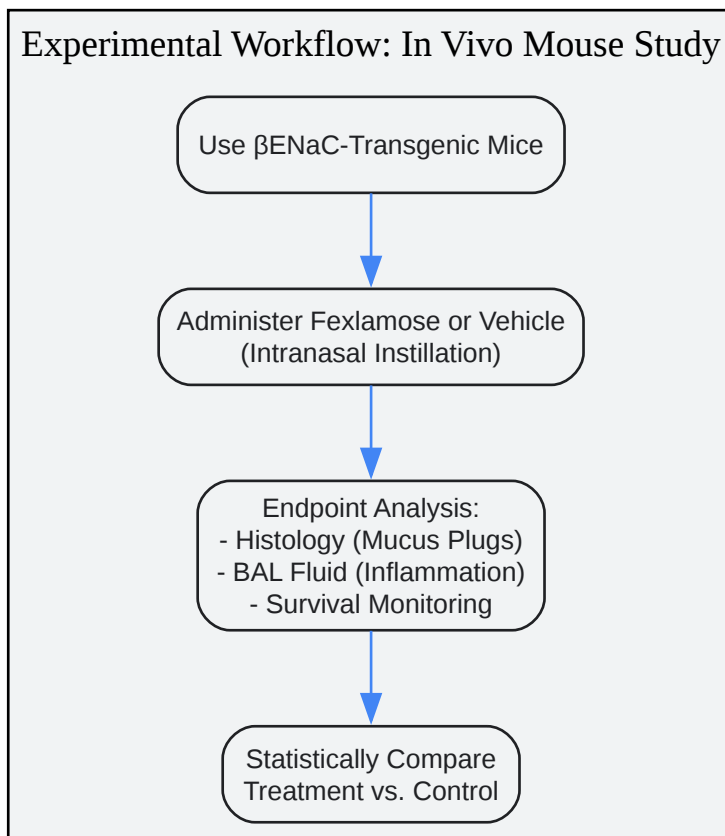 Experimental Workflow: In Vivo Mouse Study
Use βENaC-Transgenic Mice
Administer Fexlamose or Vehicle
(Intranasal Instillation)
Endpoint Analysis:
- Histology (Mucus Plugs)
- BAL Fluid (Inflammation)
- Survival Monitoring
Statistically Compare
Treatment vs. Control